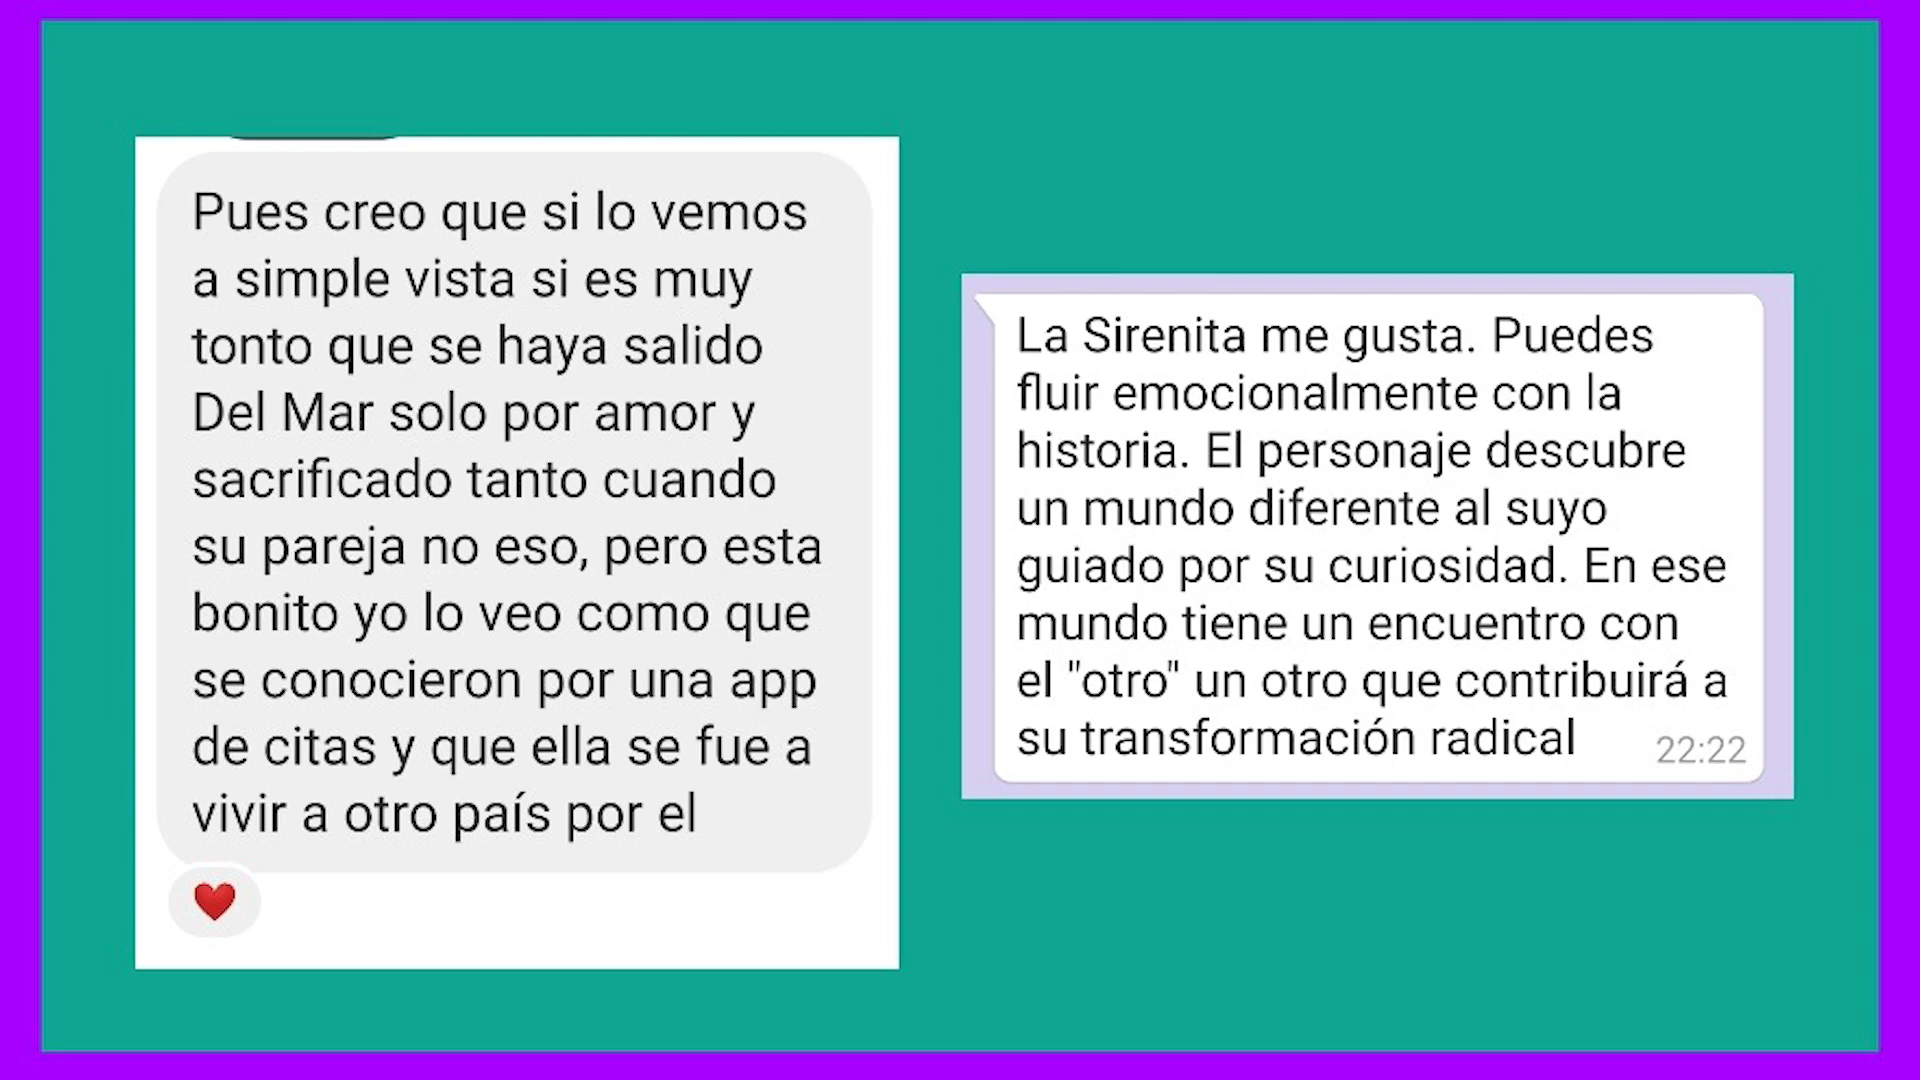 Pues creo que si lo vemos
a simple vista si es muy
tonto que se haya salido
Del Mar solo por amor y
sacrificado tanto cuando
su pareja no eso, pero esta
bonito yo lo veo como que
se conocieron por una app
de citas y que ella se fue a
vivir a otro país por el
La Sirenita me gusta. Puedes
fluir emocionalmente con la
historia. El personaje descubre
un mundo diferente al suyo
guiado por su curiosidad. En ese
mundo tiene un encuentro con
el "otro" un otro que contribuirá a
su transformación radical
22:22